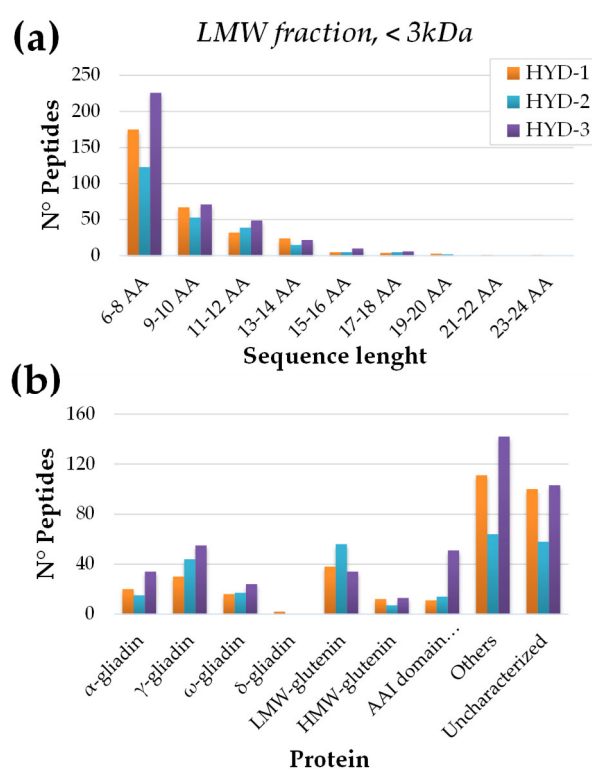 (a)
LMW fraction, < 3kDa
HYD-1
HYD-2
HYD-3
N° Peptides
250
200
150
100
50
0
6-8 AA
9-10 AA
11-12 AA
13-14 AA
15-16 AA
17-18 AA
19-20 AA
21-22 AA
23-24 AA
Sequence lenght
(b)
N° Peptides
160
120
80
40
0
α-gliadin
γ-gliadin
ω-gliadin
δ-gliadin
LMW-glutenin
HMW-glutenin
AAI domain…
Others
Uncharacterized
Protein